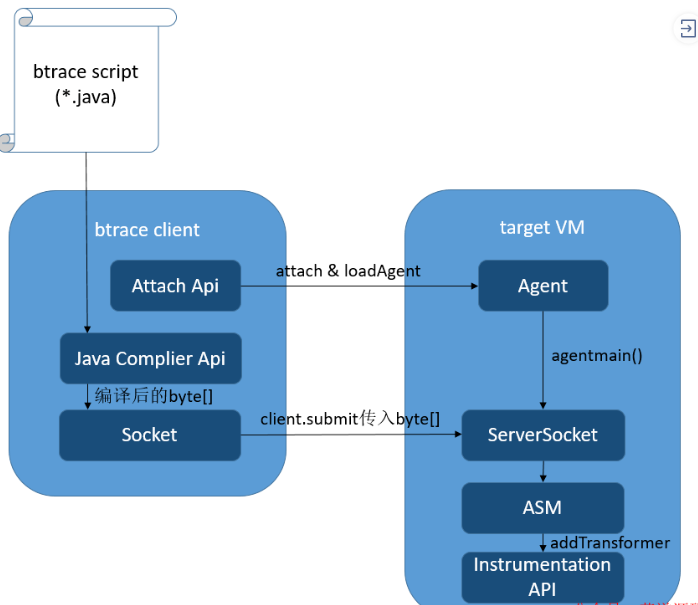 btrace script
(*.java)
btrace client
target VM
Attach Api
attach & loadAgent
Agent
agentmain()
Java Complier Api
编译后的byte[]
Socket
client.submit传入byte[]
ServerSocket
ASM
addTransformer
Instrumentation
API